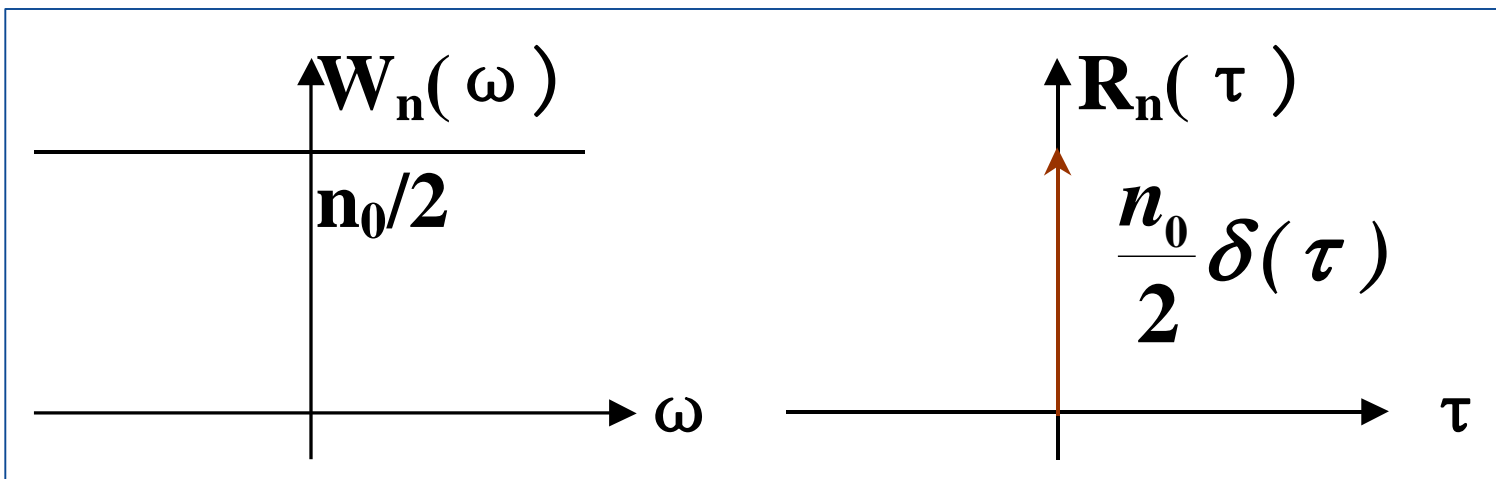 Wₙ( ω )
n₀/2
ω
Rₙ( τ )
n₀/2 δ( τ )
τ